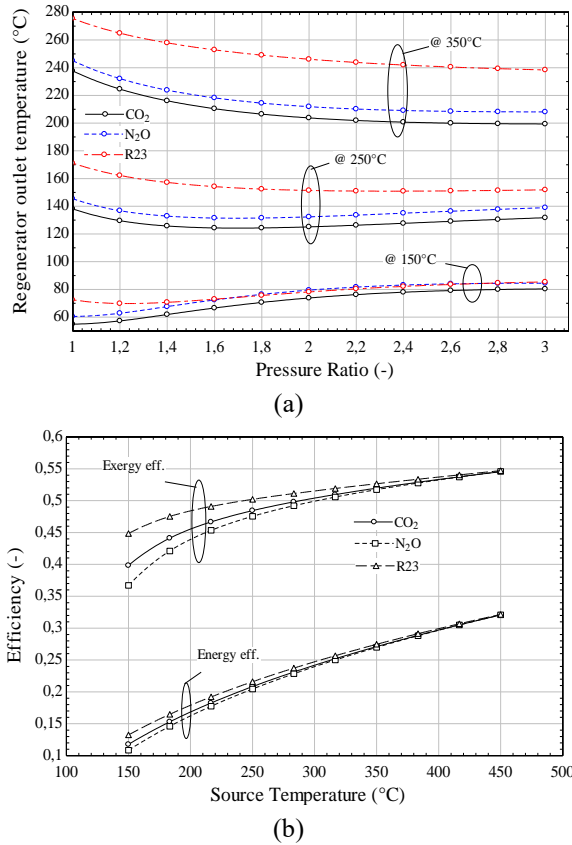 280
260
240
220
200
180
160
140
120
100
80
60
Regenerator outlet temperature (°C)
@ 350°C
CO2
N2O
R23
@ 250°C
@ 150°C
1 1,2 1,4 1,6 1,8 2 2,2 2,4 2,6 2,8 3
Pressure Ratio (-)
(a)
0,6
0,55
0,5
0,45
0,4
0,35
0,3
0,25
0,2
0,15
0,1
Efficiency (-)
Exergy eff.
CO2
N2O
R23
Energy eff.
100 150 200 250 300 350 400 450 500
Source Temperature (°C)
(b)